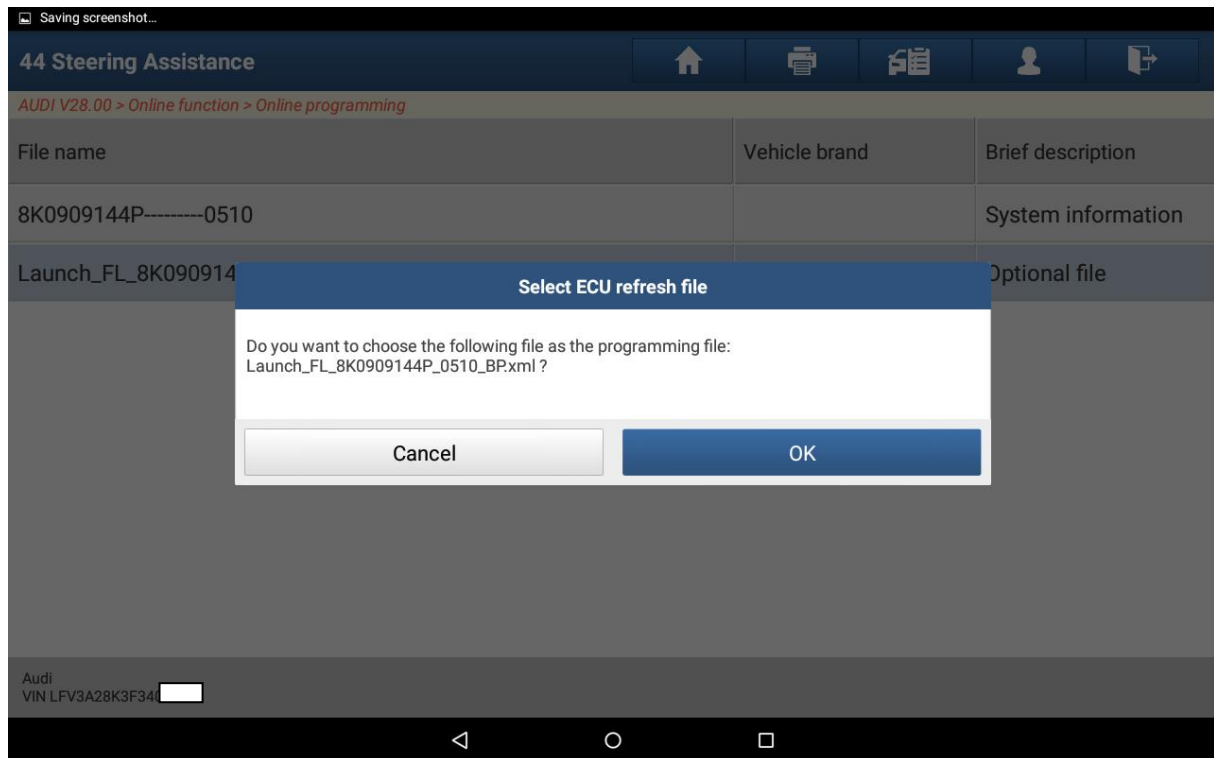 Saving screenshot...
44 Steering Assistance
AUDI V28.00 > Online function > Online programming
File name Vehicle brand Brief description
8K0909144P---------0510 System information
Launch_FL_8K090914 Optional file
Select ECU refresh file
Do you want to choose the following file as the programming file:
Launch_FL_8K0909144P_0510_BP.xml ?
Cancel OK
Audi
VIN LFV3A28K3F34